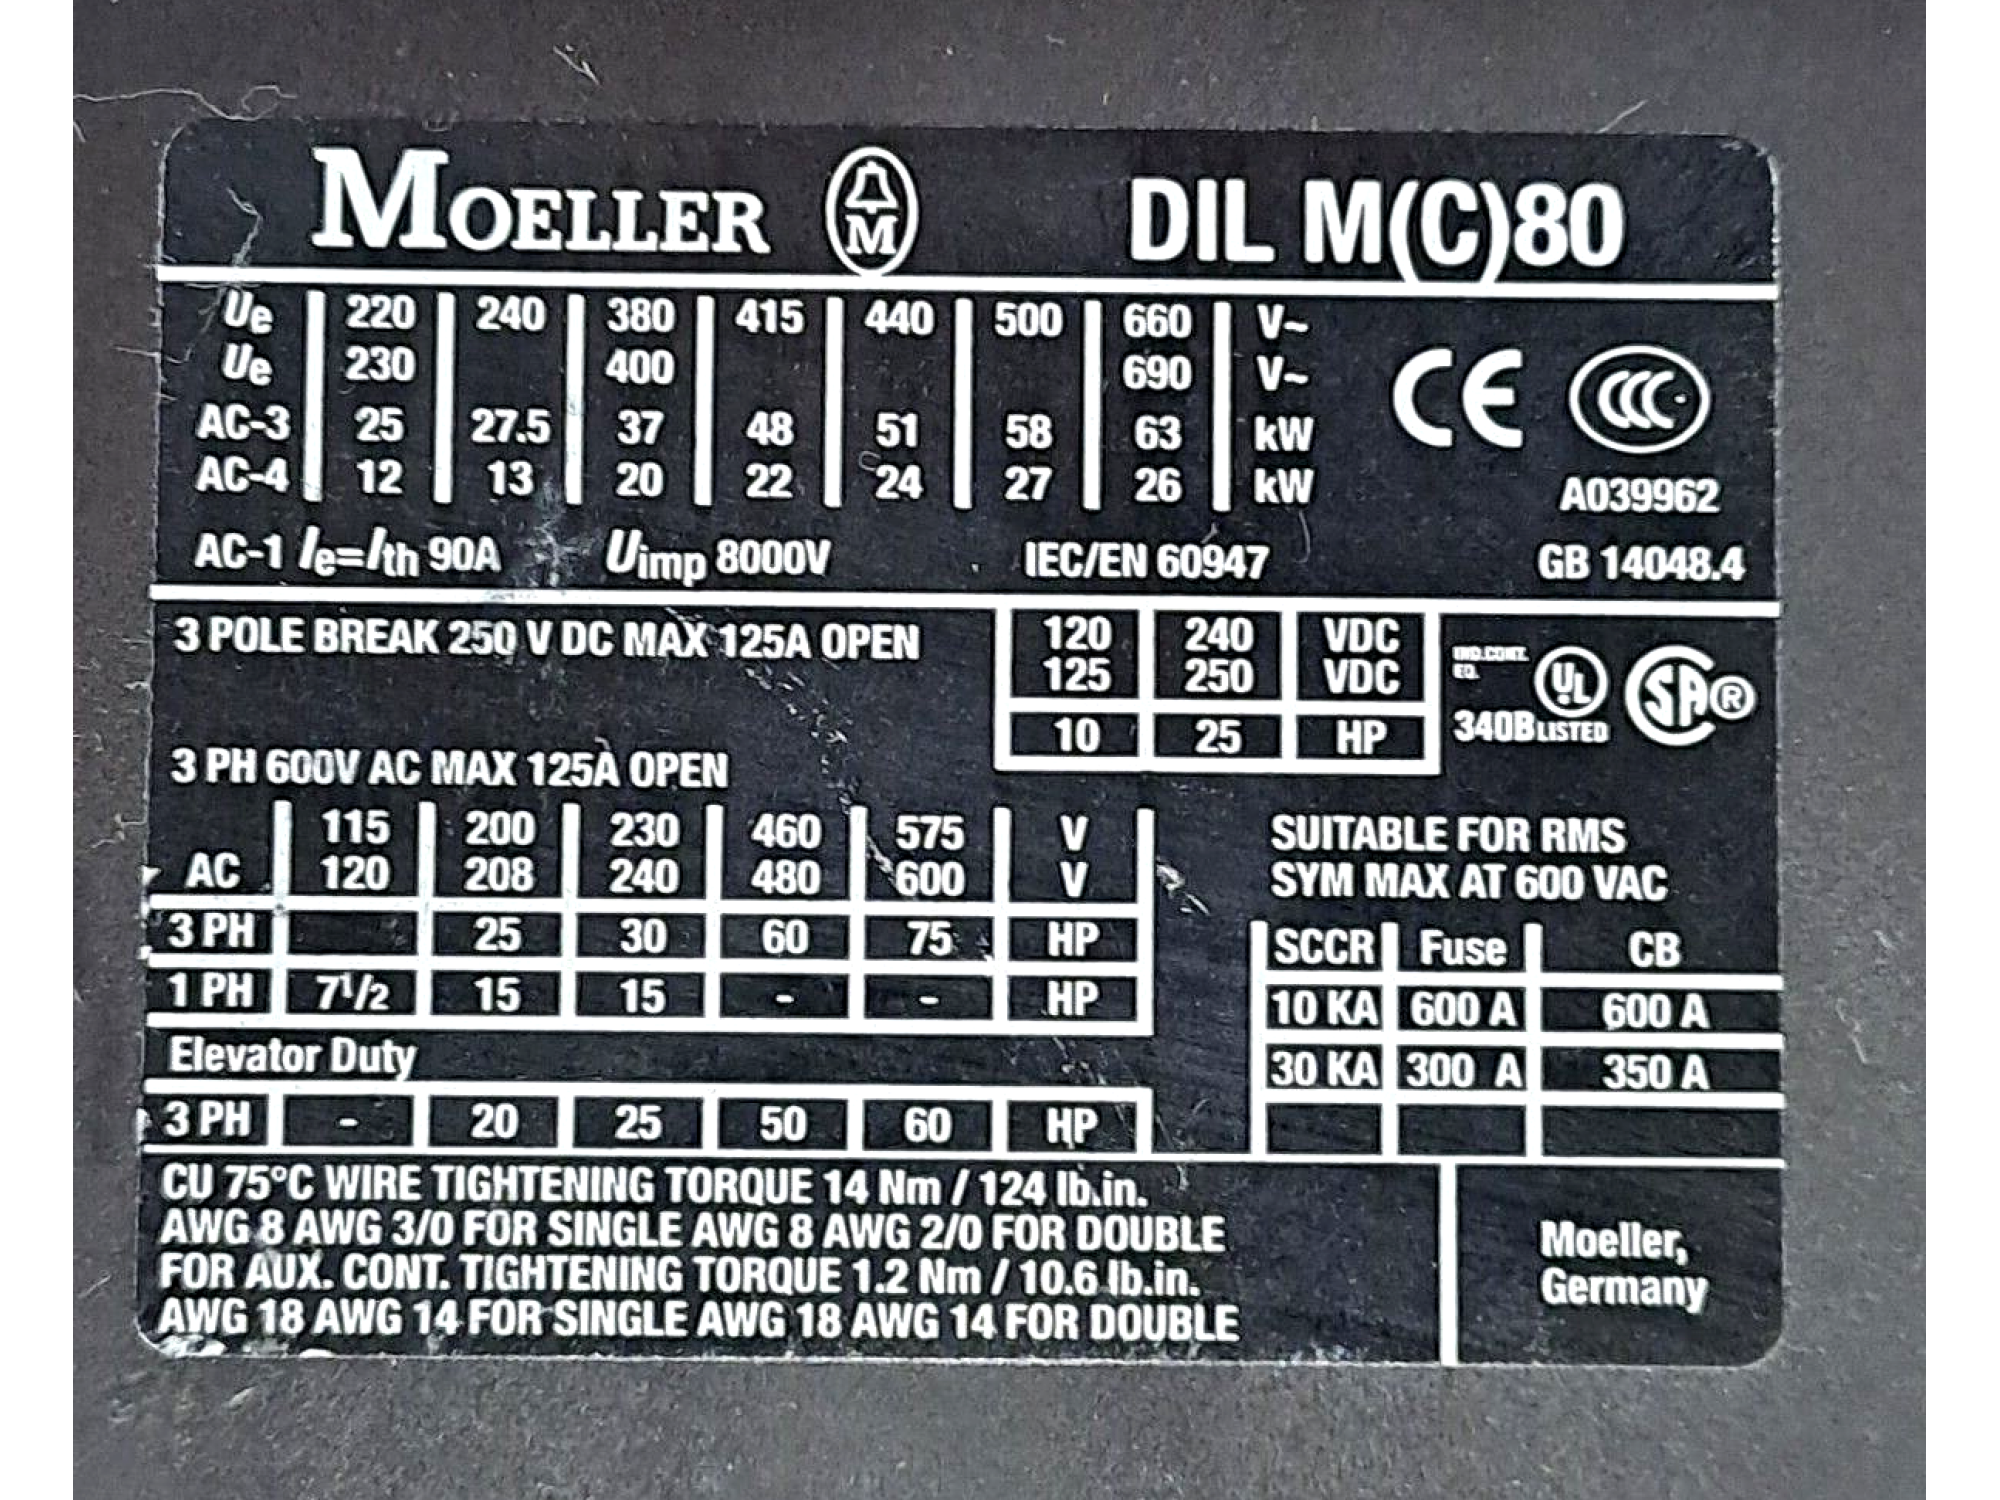 MOELLER M DIL M(C)80
Ue 220 240 380 415 440 500 660 V~
Ue 230 400 690 V~
AC-3 25 27.5 37 48 51 58 63 kW
AC-4 12 13 20 22 24 27 26 kW
CE CCC
A039962
AC-1 Ie=Ith 90A Uimp 8000V IEC/EN 60947 GB 14048.4
3 POLE BREAK 250 V DC MAX 125A OPEN
120 240 VDC
125 250 VDC
10 25 HP
IND.CONT.
EQ.
340B UL LISTED SA®
3 PH 600V AC MAX 125A OPEN
115 200 230 460 575 V
AC 120 208 240 480 600 V
3 PH 25 30 60 75 HP
1 PH 7 1/2 15 15 - - HP
Elevator Duty
3 PH - 20 25 50 60 HP
SUITABLE FOR RMS
SYM MAX AT 600 VAC
SCCR Fuse CB
10 KA 600 A 600 A
30 KA 300 A 350 A
CU 75°C WIRE TIGHTENING TORQUE 14 Nm / 124 lb.in.
AWG 8 AWG 3/0 FOR SINGLE AWG 8 AWG 2/0 FOR DOUBLE
FOR AUX. CONT. TIGHTENING TORQUE 1.2 Nm / 10.6 lb.in.
AWG 18 AWG 14 FOR SINGLE AWG 18 AWG 14 FOR DOUBLE
Moeller,
Germany